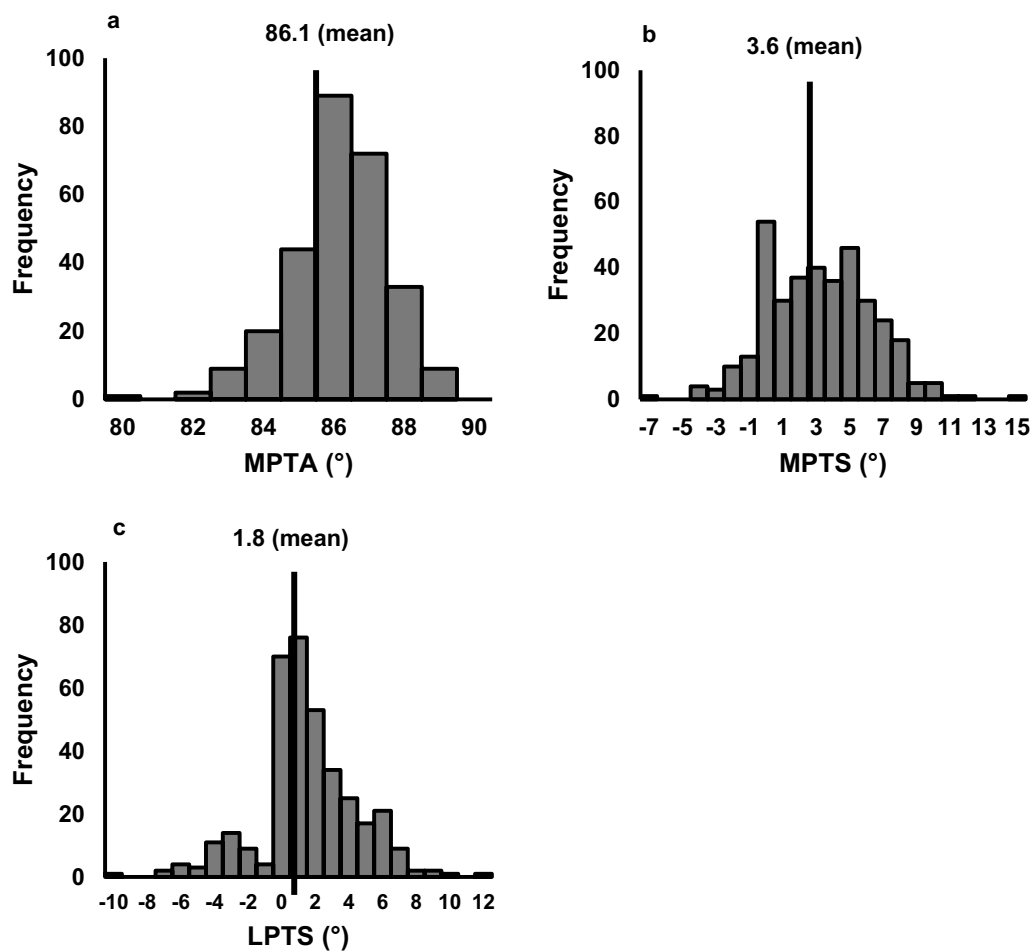 a
86.1 (mean)
100
80
60
40
20
0
Frequency
80 82 84 86 88 90
MPTA (°)
b
3.6 (mean)
100
80
60
40
20
0
Frequency
-7 -5 -3 -1 1 3 5 7 9 11 13 15
MPTS (°)
c
1.8 (mean)
100
80
60
40
20
0
Frequency
-10 -8 -6 -4 -2 0 2 4 6 8 10 12
LPTS (°)